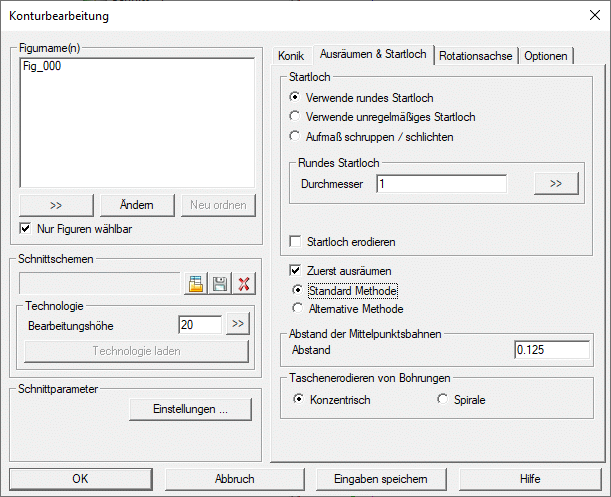 Konturbearbeitung
Figurname(n)
Fig_000
>>
Ändern
Neu ordnen
Nur Figuren wählbar
Schnittschemen
Technologie
Bearbeitungshöhe
20
>>
Technologie laden
Schnittparameter
Einstellungen ...
Konik
Ausräumen & Startloch
Rotationsachse
Optionen
Startloch
Verwende rundes Startloch
Verwende unregelmäßiges Startloch
Aufmaß schruppen / schlichten
Rundes Startloch
Durchmesser
1
>>
Startloch erodieren
Zuerst ausräumen
Standard Methode
Alternative Methode
Abstand der Mittelpunktsbahnen
Abstand
0.125
Taschenerodieren von Bohrungen
Konzentrisch
Spirale
OK
Abbruch
Eingaben speichern
Hilfe